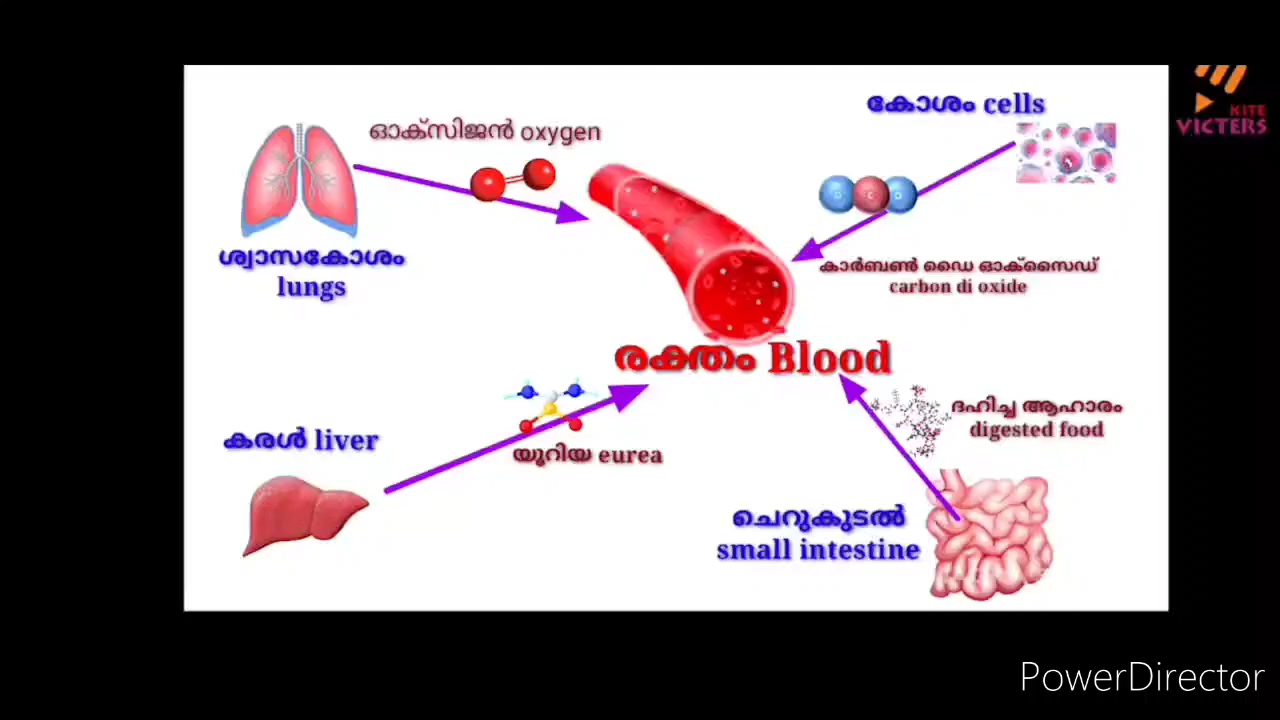 ഓക്സിജൻ oxygen
കോശം cells
KITE
VICTERS
ശ്വാസകോശം
lungs
കാർബൺ ഡൈ ഓക്സൈഡ്
carbon di oxide
രക്തം Blood
ദഹിച്ച ആഹാരം
digested food
കരൾ liver
യൂറിയ eurea
ചെറുകുടൽ
small intestine
PowerDirector